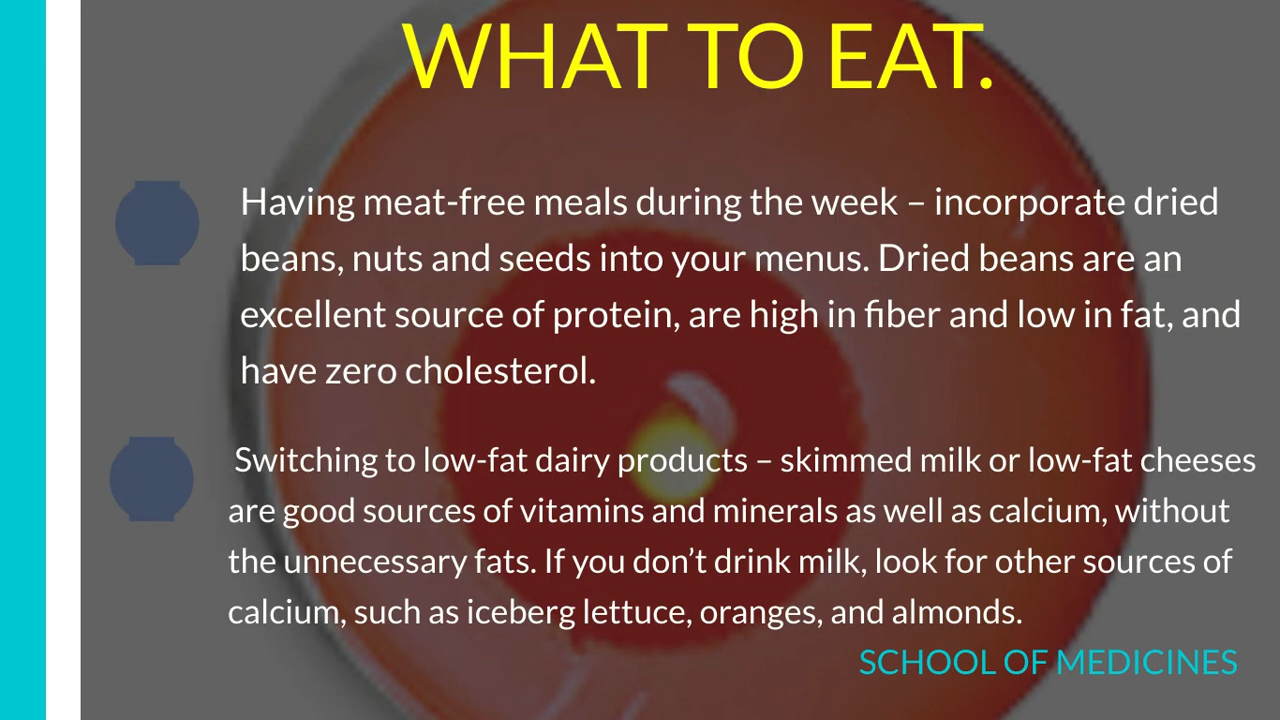 WHAT TO EAT.
Having meat-free meals during the week – incorporate dried
beans, nuts and seeds into your menus. Dried beans are an
excellent source of protein, are high in fiber and low in fat, and
have zero cholesterol.
Switching to low-fat dairy products – skimmed milk or low-fat cheeses
are good sources of vitamins and minerals as well as calcium, without
the unnecessary fats. If you don’t drink milk, look for other sources of
calcium, such as iceberg lettuce, oranges, and almonds.
SCHOOL OF MEDICINES